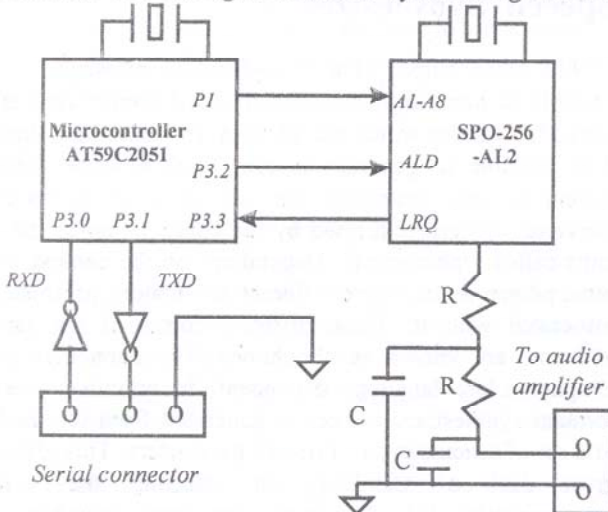 P1
A1-A8
Microcontroller
AT59C2051
SPO-256
-AL2
P3.2
ALD
P3.0
P3.1
P3.3
LRQ
RXD
TXD
R
R
C
C
To audio
amplifier
Serial connector